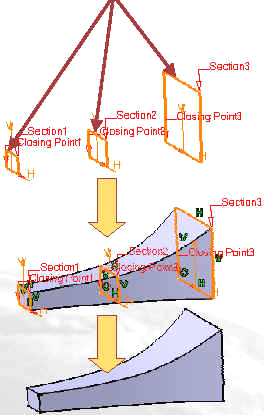 Section3
Section2
Closing Point3
Section1
Closing Point2
V
Closing Point1
H
H
H
Section3
H
V
Section2
Closing Point3
V
Section1
Closing Point2
Closing Point1
V
H
V
H